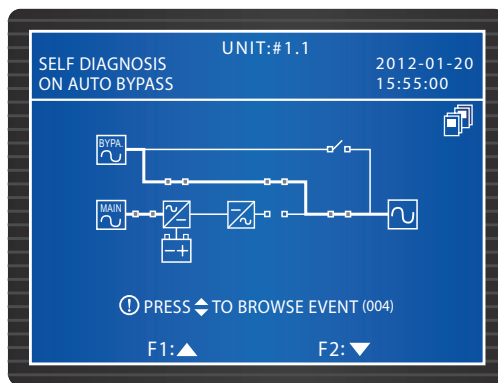 UNIT:#1.1
SELF DIAGNOSIS
2012-01-20
ON AUTO BYPASS
15:55:00
BYPA.
MAIN
PRESS TO BROWSE EVENT (004)
F1:
F2: